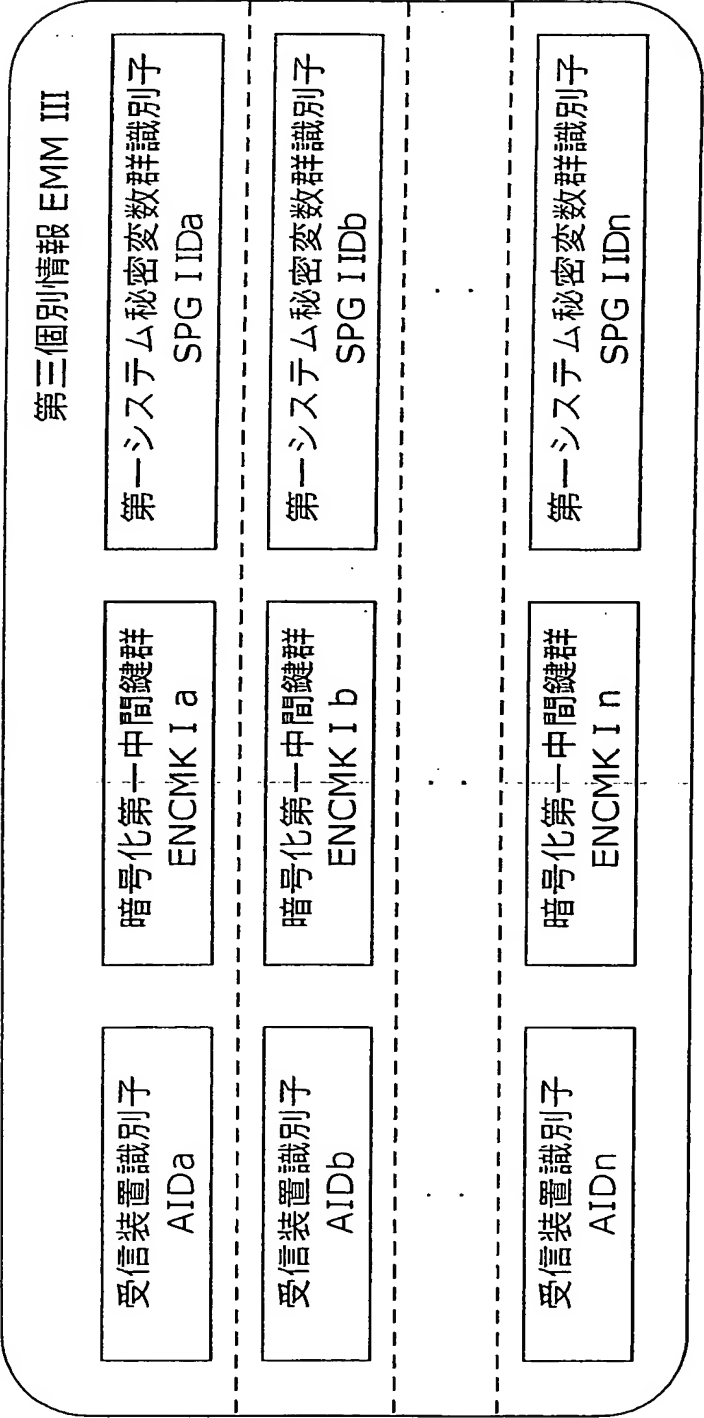 第三個別情報 EMM III
受信装置識別子
AIDa
暗号化第一中間鍵群
ENCMK I a
第一システム秘密変数群識別子
SPG I IDa
受信装置識別子
AIDb
暗号化第一中間鍵群
ENCMK I b
第一システム秘密変数群識別子
SPG I IDb
受信装置識別子
AIDn
暗号化第一中間鍵群
ENCMK I n
第一システム秘密変数群識別子
SPG I IDn